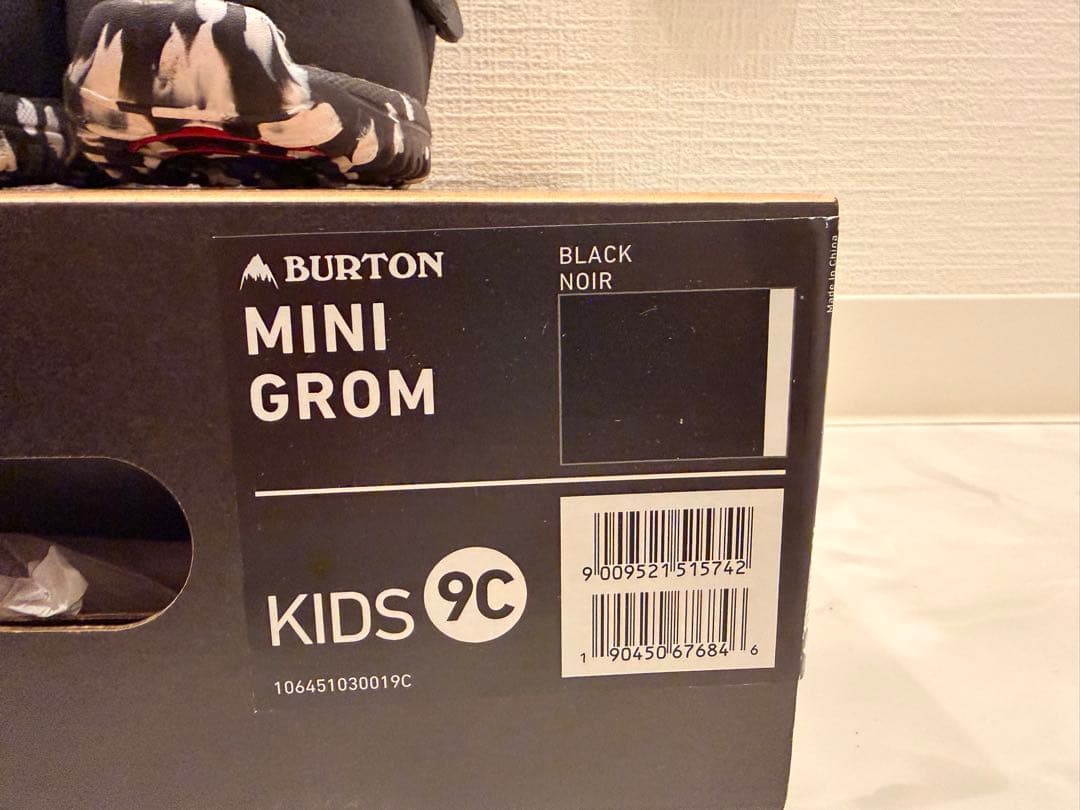 BURTON
MINI
GROM
BLACK
NOIR
Made in China
KIDS 9C
106451030019C
9 009521 515742
1 90450 67684 6